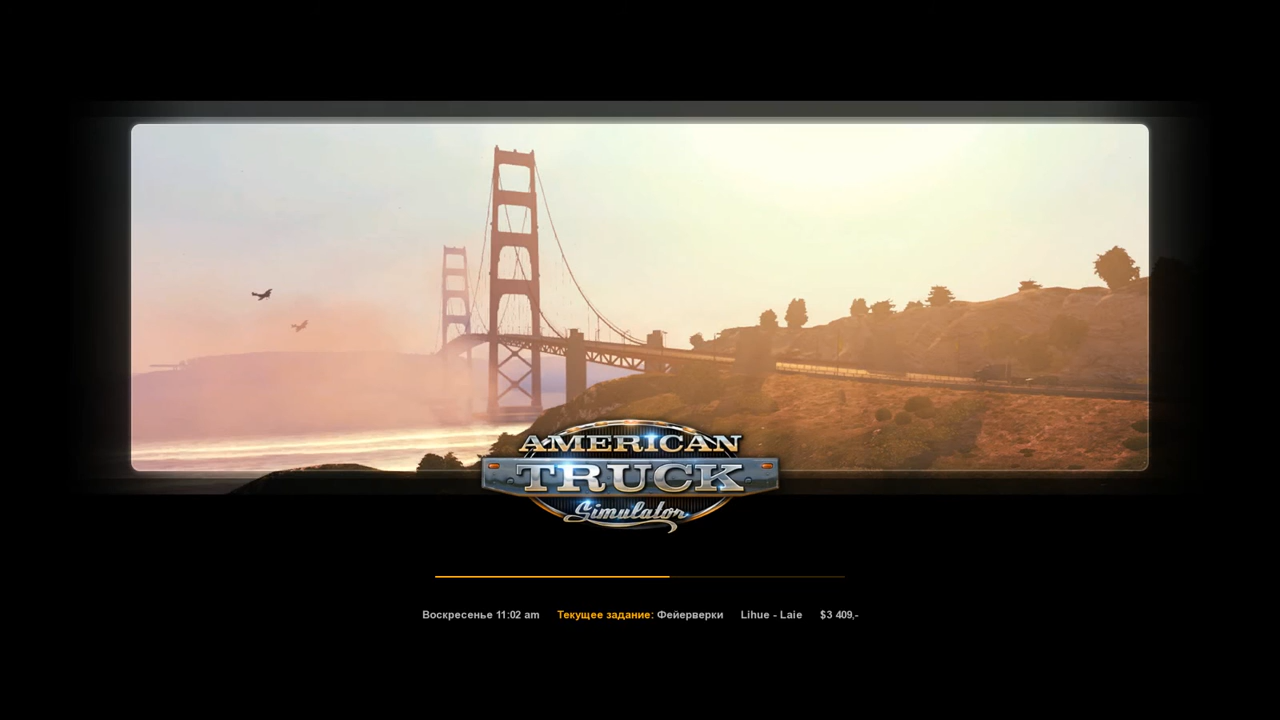 AMERICAN
TRUCK
Simulator
Воскресенье 11:02 am Текущее задание: Фейерверки Lihue - Laie $3 409,-